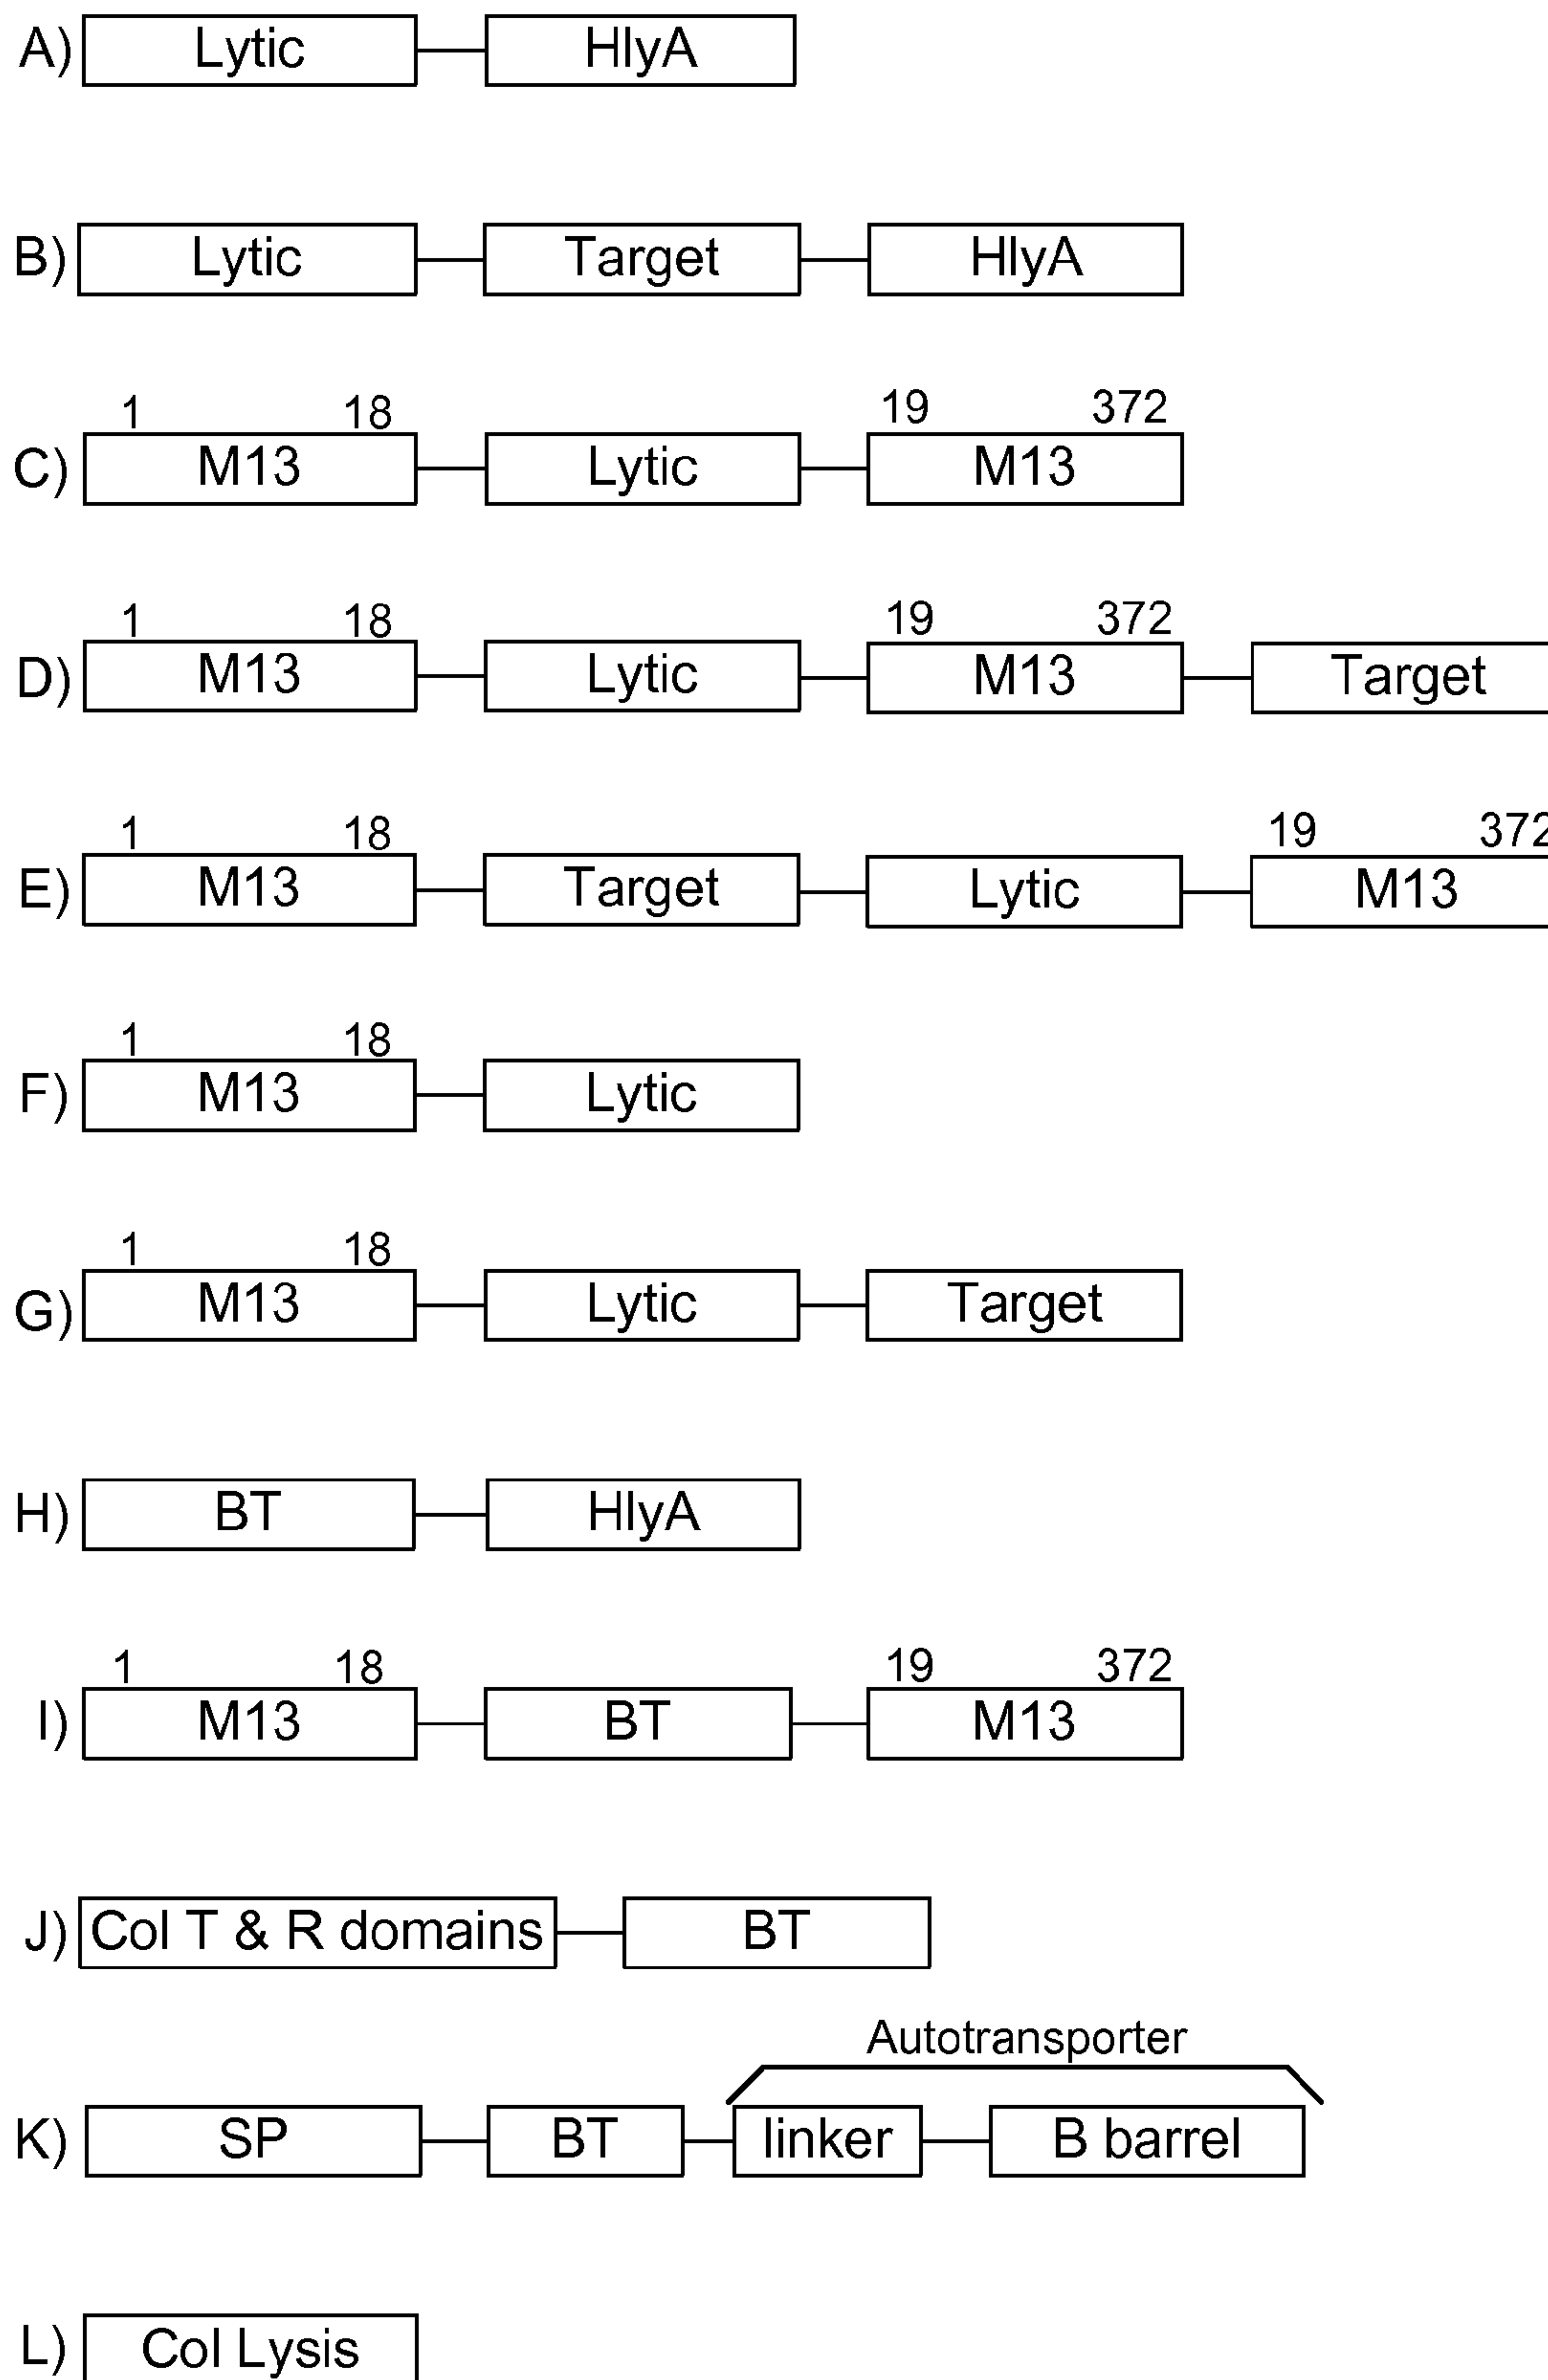 A) Lytic HlyA
B) Lytic Target HlyA
1 18 19 372
C) M13 Lytic M13
1 18 19 372
D) M13 Lytic M13 Target
1 18 19 372
E) M13 Target Lytic M13
1 18
F) M13 Lytic
1 18
G) M13 Lytic Target
H) BT HlyA
1 18 19 372
I) M13 BT M13
J) Col T & R domains BT
Autotransporter
K) SP BT linker B barrel
L) Col Lysis